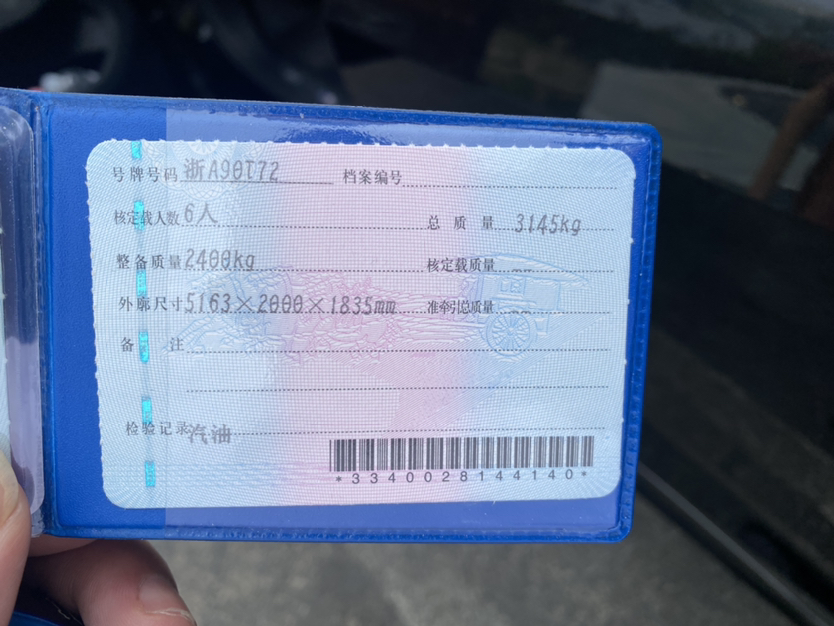 号牌号码 浙A90T72 档案编号
核定载人数 6人 总质量 3145kg
整备质量 2400kg 核定载质量 --
外廓尺寸 5163×2000×1835mm 准牵引总质量 --
备注
检验记录 汽油
*3340028144140*